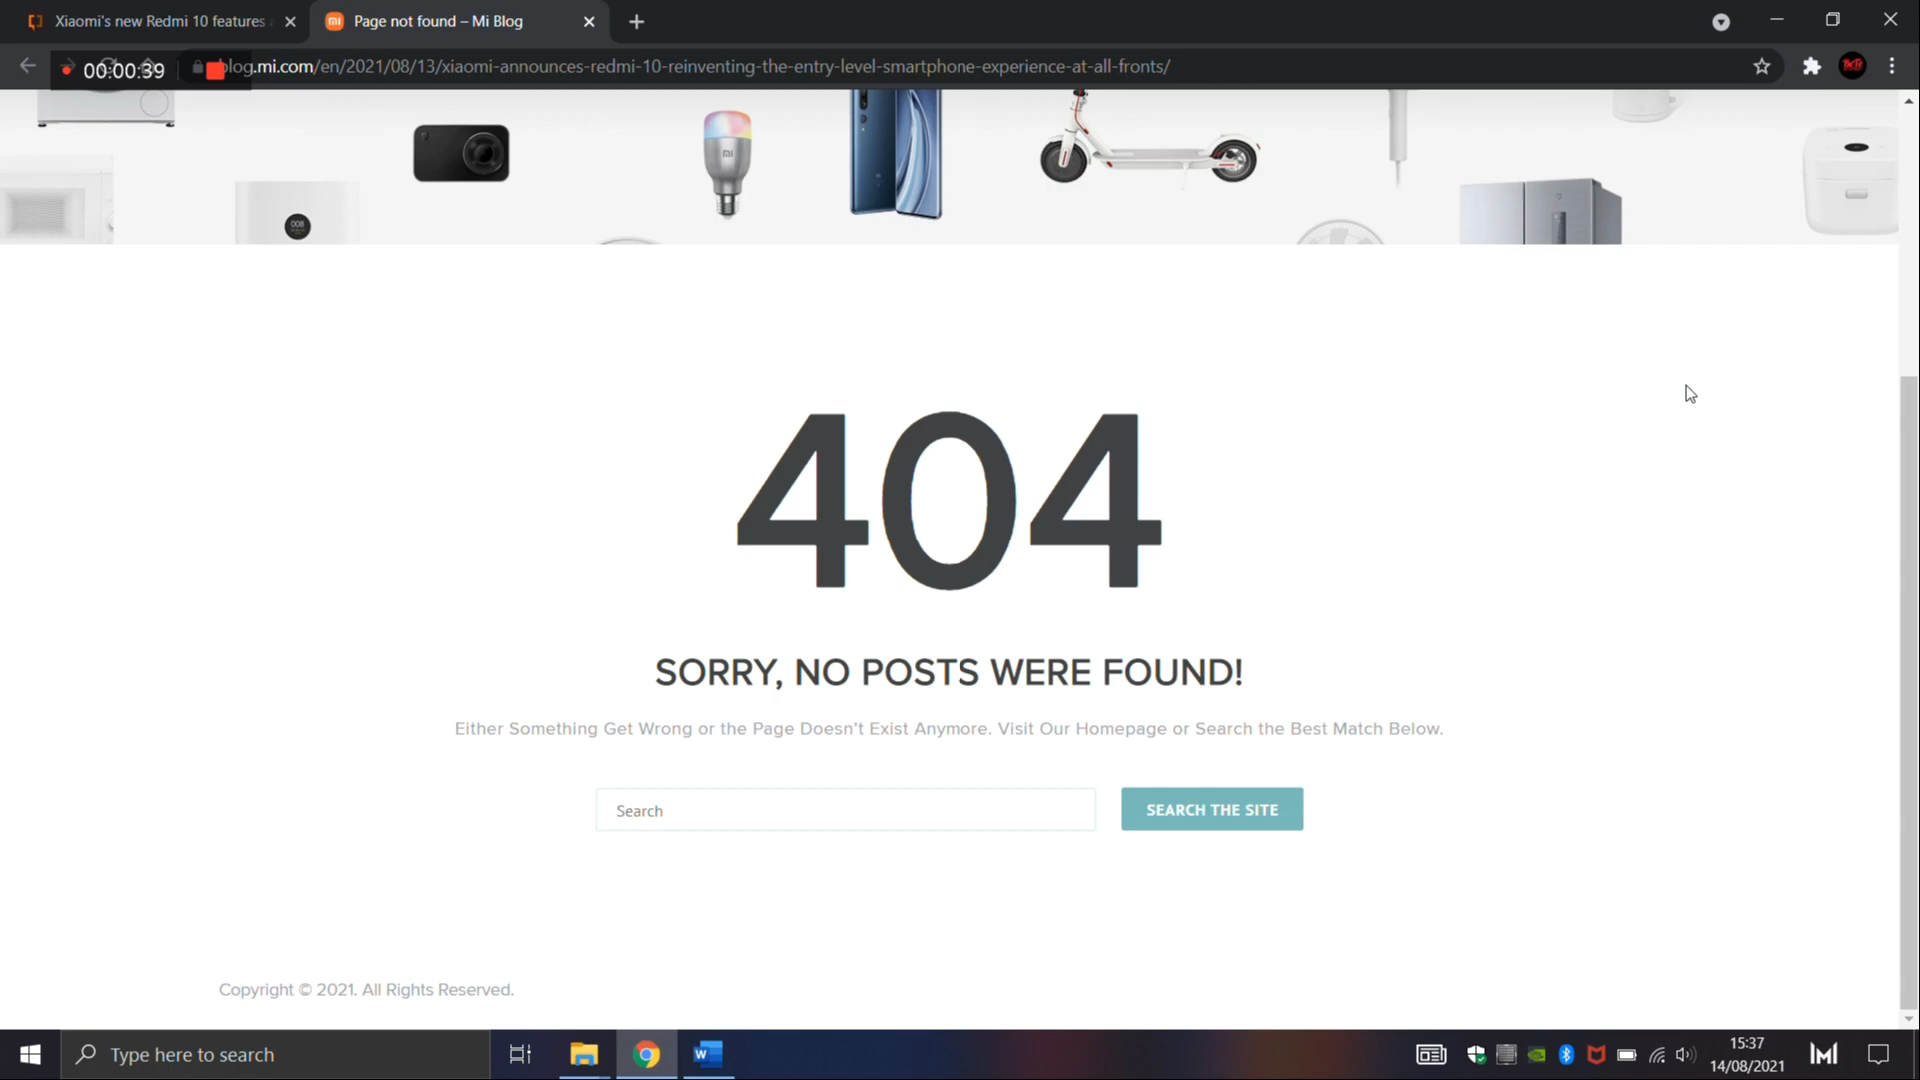 Xiaomi's new Redmi 10 features
Page not found – Mi Blog
00:00:39
blog.mi.com/en/2021/08/13/xiaomi-announces-redmi-10-reinventing-the-entry-level-smartphone-experience-at-all-fronts/
404
SORRY, NO POSTS WERE FOUND!
Either Something Get Wrong or the Page Doesn't Exist Anymore. Visit Our Homepage or Search the Best Match Below.
Search
SEARCH THE SITE
Copyright © 2021. All Rights Reserved.
Type here to search
15:37
14/08/2021